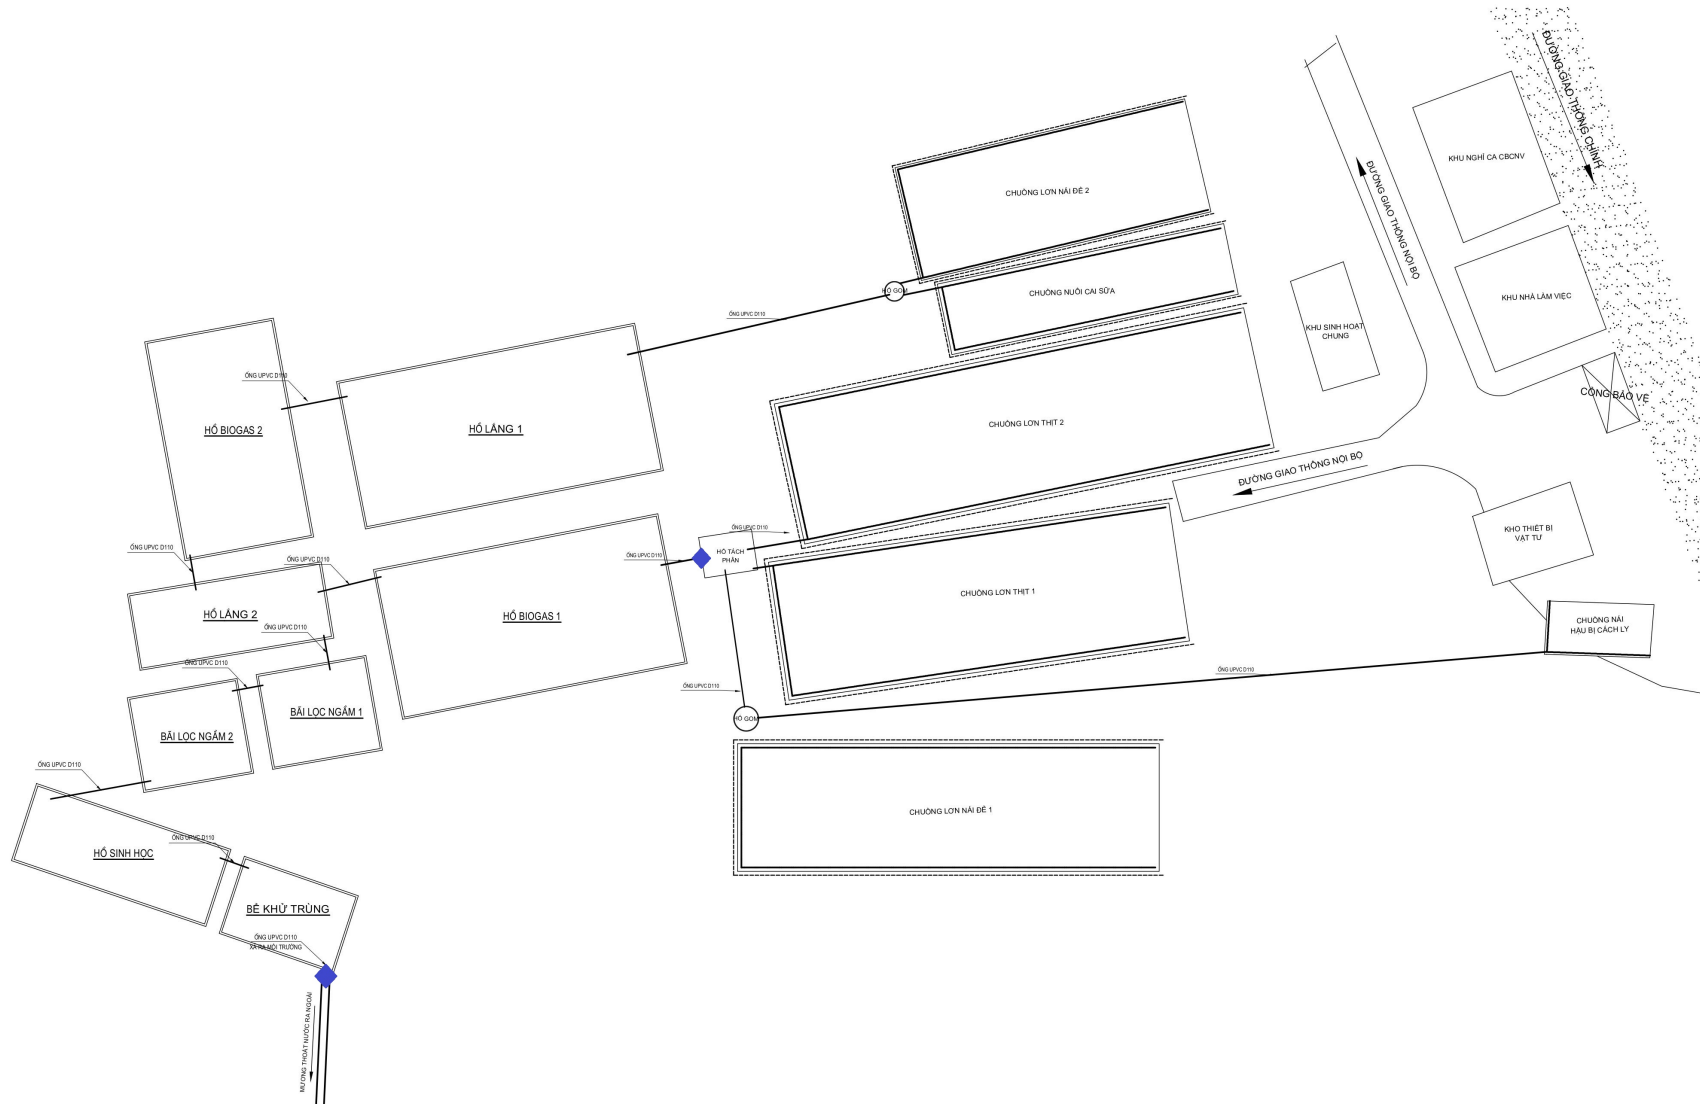 ĐƯỜNG GIAO THÔNG CHÍNH
KHU NGHỈ CA CBCNV
CHUỒNG LỢN NÁI ĐẺ 2
ĐƯỜNG GIAO THÔNG NỘI BỘ
HỐ GOM
CHUỒNG NUÔI CAI SỮA
KHU NHÀ LÀM VIỆC
ỐNG UPVC D110
KHU SINH HOẠT
CHUNG
ỐNG UPVC D110
CỔNG BẢO VỆ
HỒ BIOGAS 2
HỒ LẮNG 1
CHUỒNG LỢN THỊT 2
ĐƯỜNG GIAO THÔNG NỘI BỘ
ỐNG UPVC D110
KHO THIẾT BỊ
VẬT TƯ
ỐNG UPVC D110
ỐNG UPVC D110
ỐNG UPVC D110
HỐ TÁCH
PHÂN
HỒ LẮNG 2
HỒ BIOGAS 1
CHUỒNG LỢN THỊT 1
CHUỒNG NÁI
HẬU BỊ CÁCH LY
ỐNG UPVC D110
ỐNG UPVC D110
ỐNG UPVC D110
ỐNG UPVC D110
BÃI LỌC NGẦM 1
HỐ GOM
BÃI LỌC NGẦM 2
ỐNG UPVC D110
CHUỒNG LỢN NÁI ĐẺ 1
ỐNG UPVC D110
HỒ SINH HỌC
BỂ KHỬ TRÙNG
ỐNG UPVC D110
XẢ RA MÔI TRƯỜNG
MƯƠNG THOÁT NƯỚC RA NGOÀI